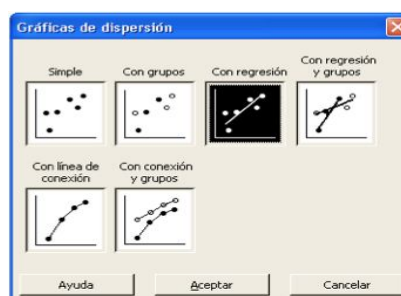 Gráficas de dispersión
Simple
Con grupos
Con regresión
Con regresión
y grupos
Con línea de
conexión
Con conexión
y grupos
Ayuda
Aceptar
Cancelar